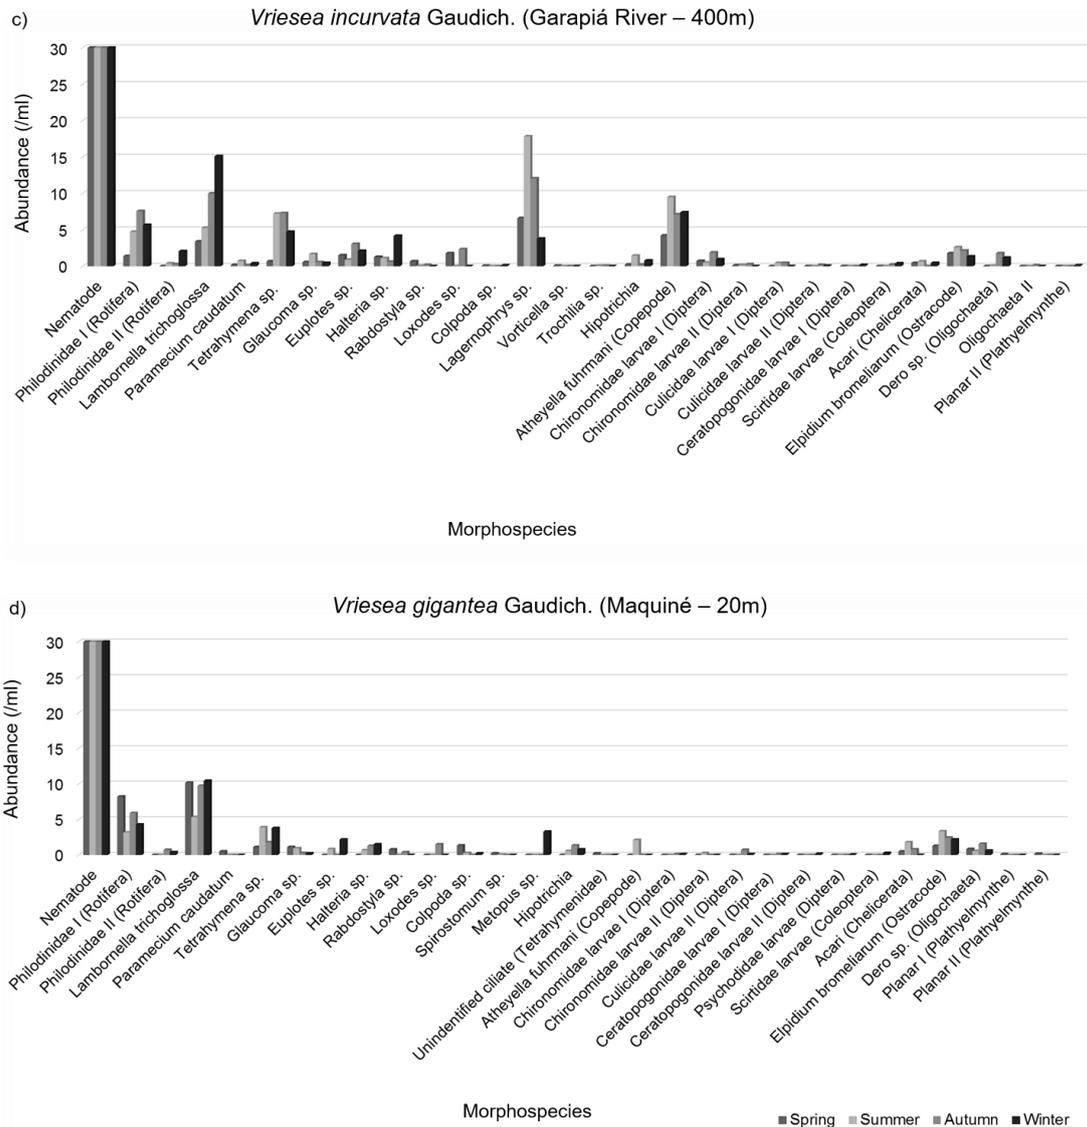 c)
Vriesea incurvata Gaudich. (Garapiá River – 400m)
Abundance (/ml)
30
25
20
15
10
5
0
Nematode
Philodinidae I (Rotifera)
Philodinidae II (Rotifera)
Lambornella trichoglossa
Paramecium caudatum
Tetrahymena sp.
Glaucoma sp.
Euplotes sp.
Halteria sp.
Radostyla sp.
Loxodes sp.
Colpoda sp.
Lagenophrys sp.
Vorticella sp.
Trochilia sp.
Hipotrichia
Atheyella fuhrmani (Copepode)
Chironomidae larvae I (Diptera)
Chironomidae larvae II (Diptera)
Culicidae larvae I (Diptera)
Culicidae larvae II (Diptera)
Ceratopogonidae larvae I (Diptera)
Scirtidae larvae (Coleoptera)
Acari (Chelicerata)
Elpidium bromeliarum (Ostracode)
Dero sp. (Oligochaeta)
Oligochaeta II
Planar II (Plathyelmynthe)
Morphospecies
d)
Vriesea gigantea Gaudich. (Maquiné – 20m)
Abundance (/ml)
30
25
20
15
10
5
0
Nematode
Philodinidae I (Rotifera)
Philodinidae II (Rotifera)
Lambornella trichoglossa
Paramecium caudatum
Tetrahymena sp.
Glaucoma sp.
Euplotes sp.
Halteria sp.
Radostyla sp.
Loxodes sp.
Colpoda sp.
Spirostomum sp.
Metopus sp.
Hipotrichia
Unindentified ciliate (Tetrahymenidae)
Atheyella fuhrmani (Copepode)
Chironomidae larvae I (Diptera)
Chironomidae larvae II (Diptera)
Culicidae larvae II (Diptera)
Ceratopogonidae larvae I (Diptera)
Ceratopogonidae larvae II (Diptera)
Psychodidae larvae (Diptera)
Scirtidae larvae (Coleoptera)
Acari (Chelicerata)
Elpidium bromeliarum (Ostracode)
Dero sp. (Oligochaeta)
Planar I (Plathyelmynthe)
Planar II (Plathyelmynthe)
Morphospecies
Spring Summer Autumn Winter